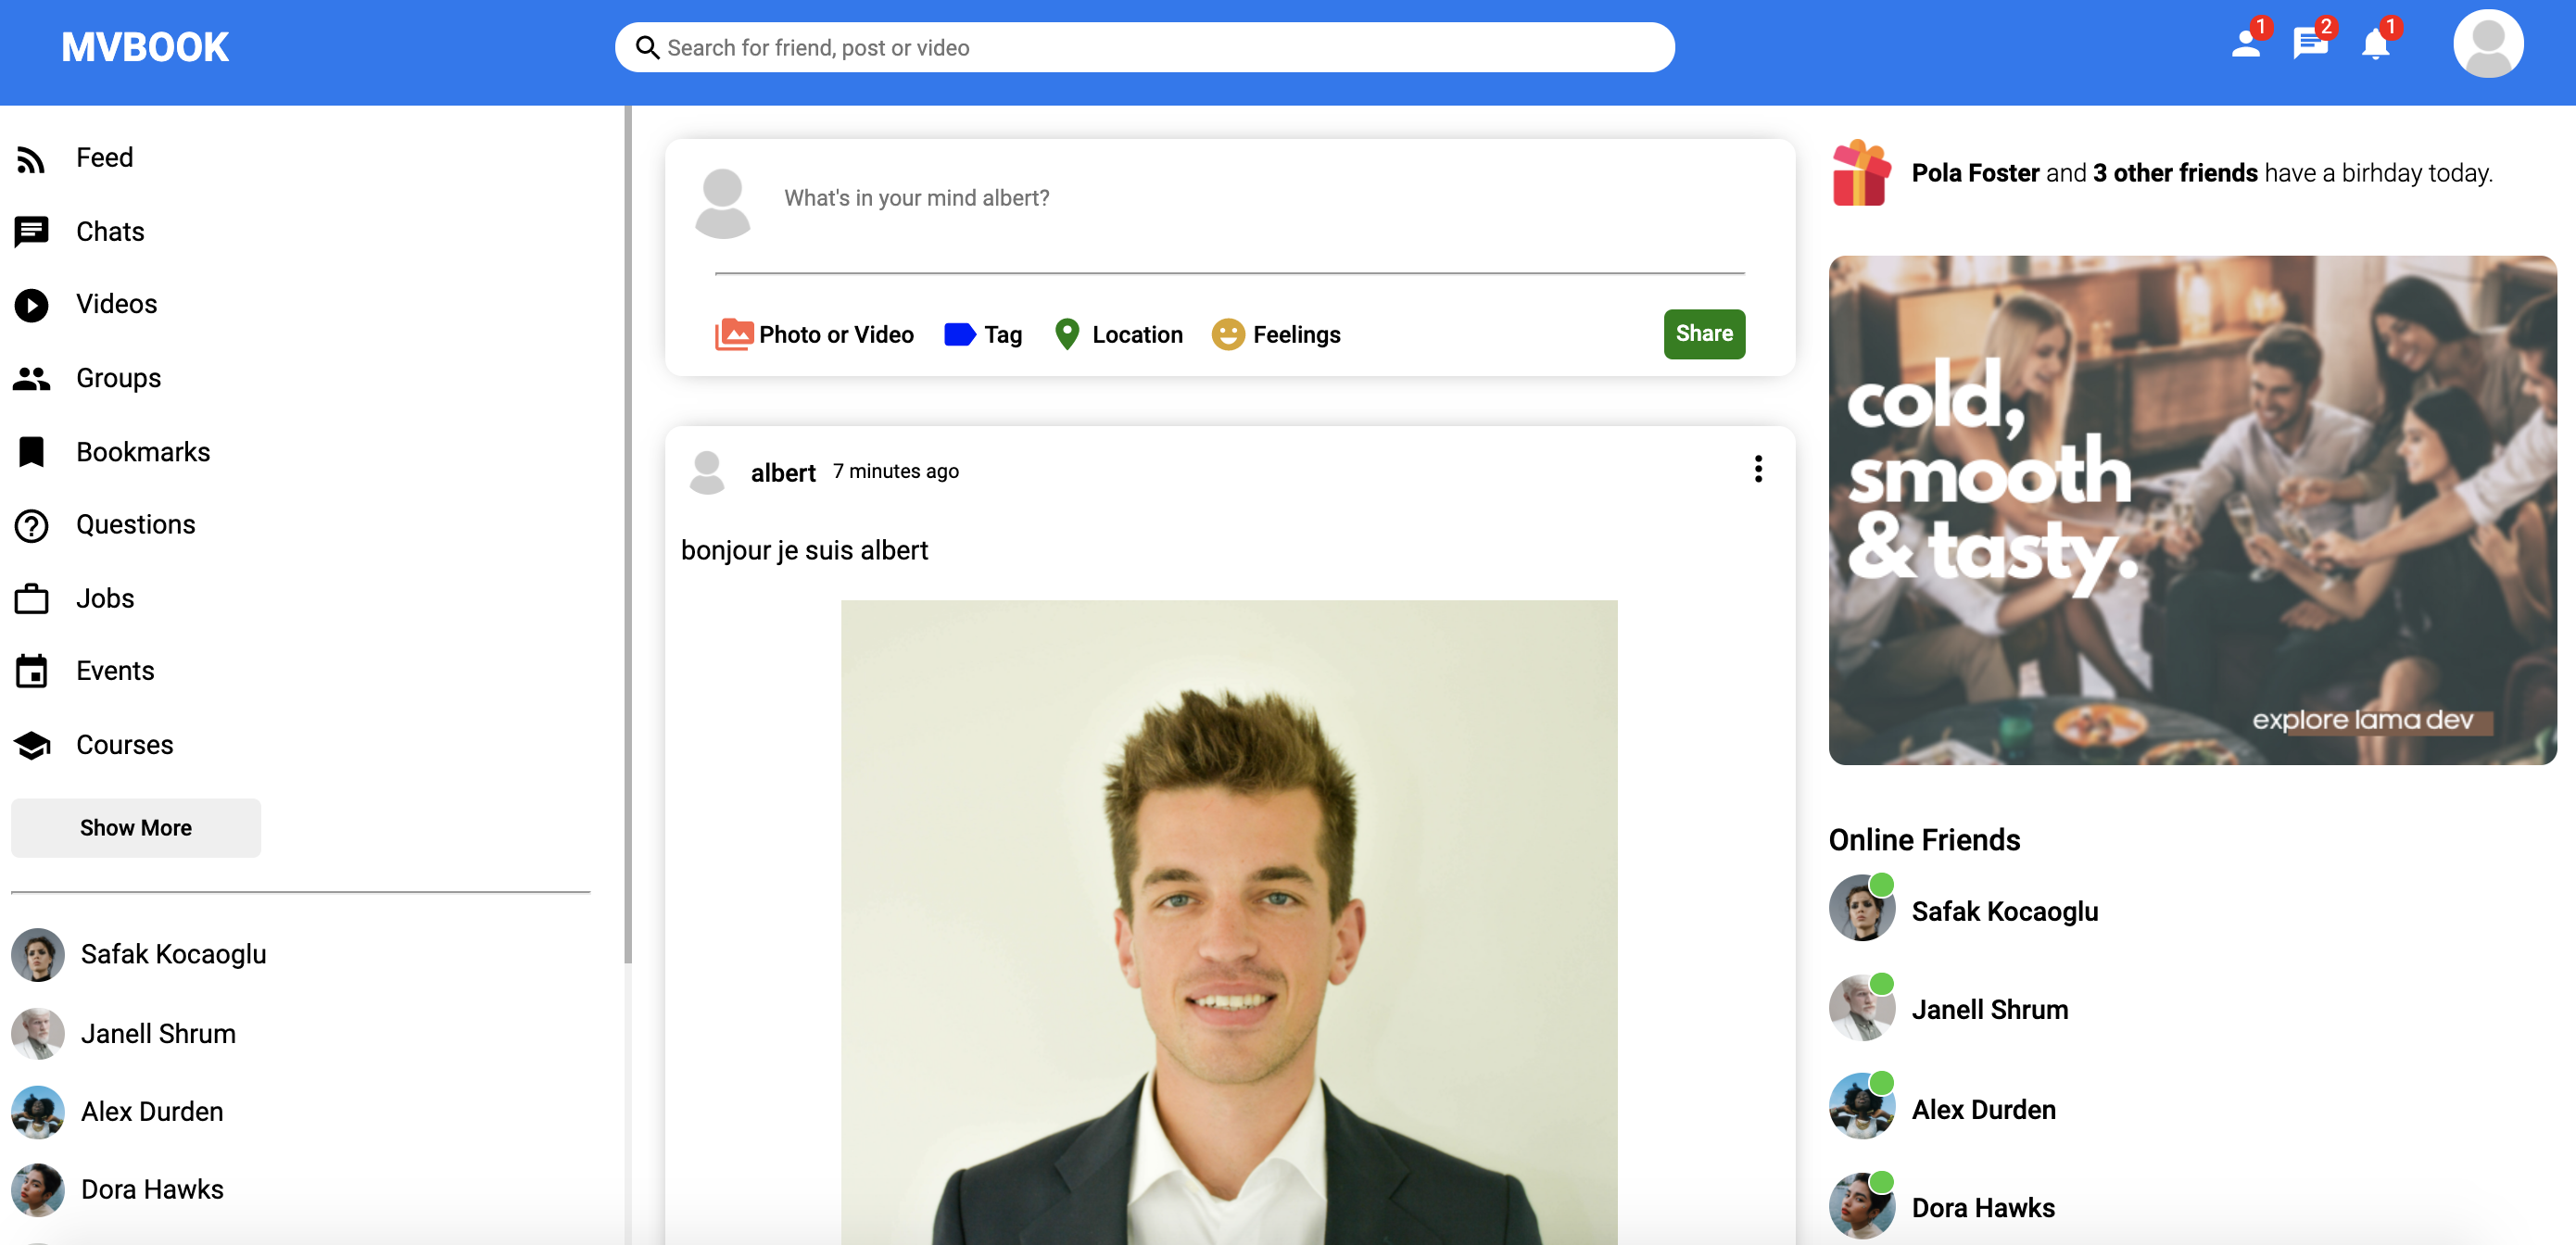 MVBOOK
Search for friend, post or video
1
2
1
Feed
Chats
Videos
Groups
Bookmarks
Questions
Jobs
Events
Courses
Show More
Safak Kocaoglu
Janell Shrum
Alex Durden
Dora Hawks
What's in your mind albert?
Photo or Video
Tag
Location
Feelings
Share
albert 7 minutes ago
bonjour je suis albert
Pola Foster and 3 other friends have a birhday today.
cold,
smooth
& tasty.
explore lama dev
Online Friends
Safak Kocaoglu
Janell Shrum
Alex Durden
Dora Hawks